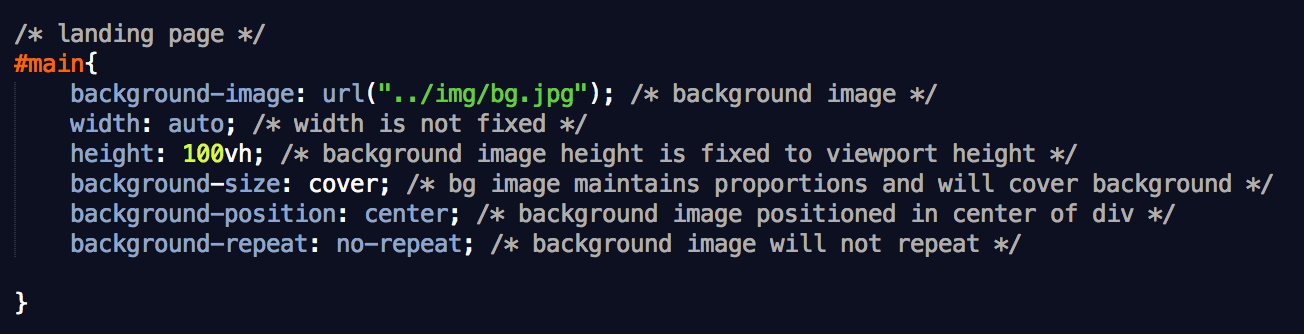 /* landing page */
#main{
    background-image: url("../img/bg.jpg"); /* background image */
    width: auto; /* width is not fixed */
    height: 100vh; /* background image height is fixed to viewport height */
    background-size: cover; /* bg image maintains proportions and will cover background */
    background-position: center; /* background image positioned in center of div */
    background-repeat: no-repeat; /* background image will not repeat */
}